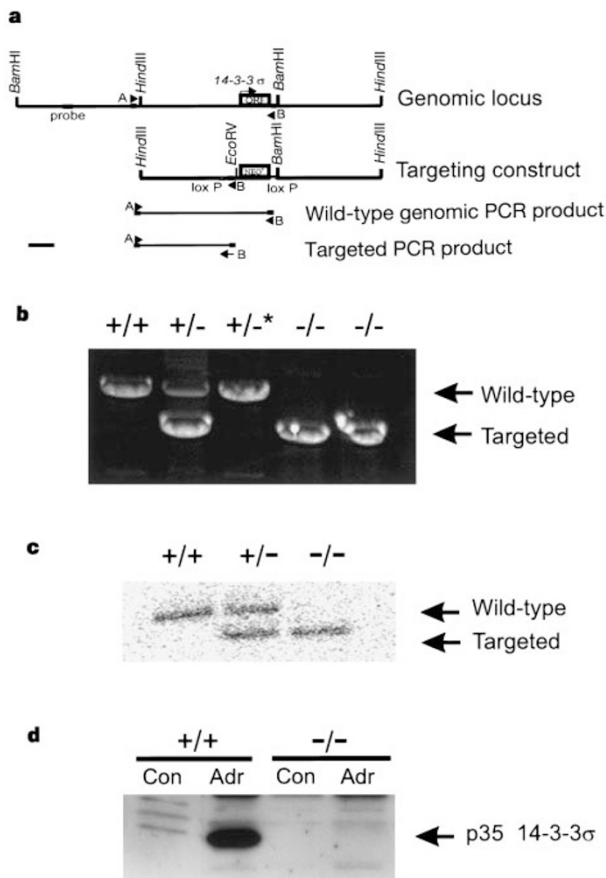 a
BamHI
HindIII
14-3-3 σ
BamHI
HindIII
A
ORF
B
probe
Genomic locus
HindIII
EcoRV
BamHI
HindIII
lox P
B
lox P
Targeting construct
A
B
Wild-type genomic PCR product
A
B
Targeted PCR product
b
+/+ +/- +/-* -/- -/-
Wild-type
Targeted
c
+/+ +/− −/−
Wild-type
Targeted
d
+/+ −/−
Con Adr Con Adr
p35 14-3-3σ